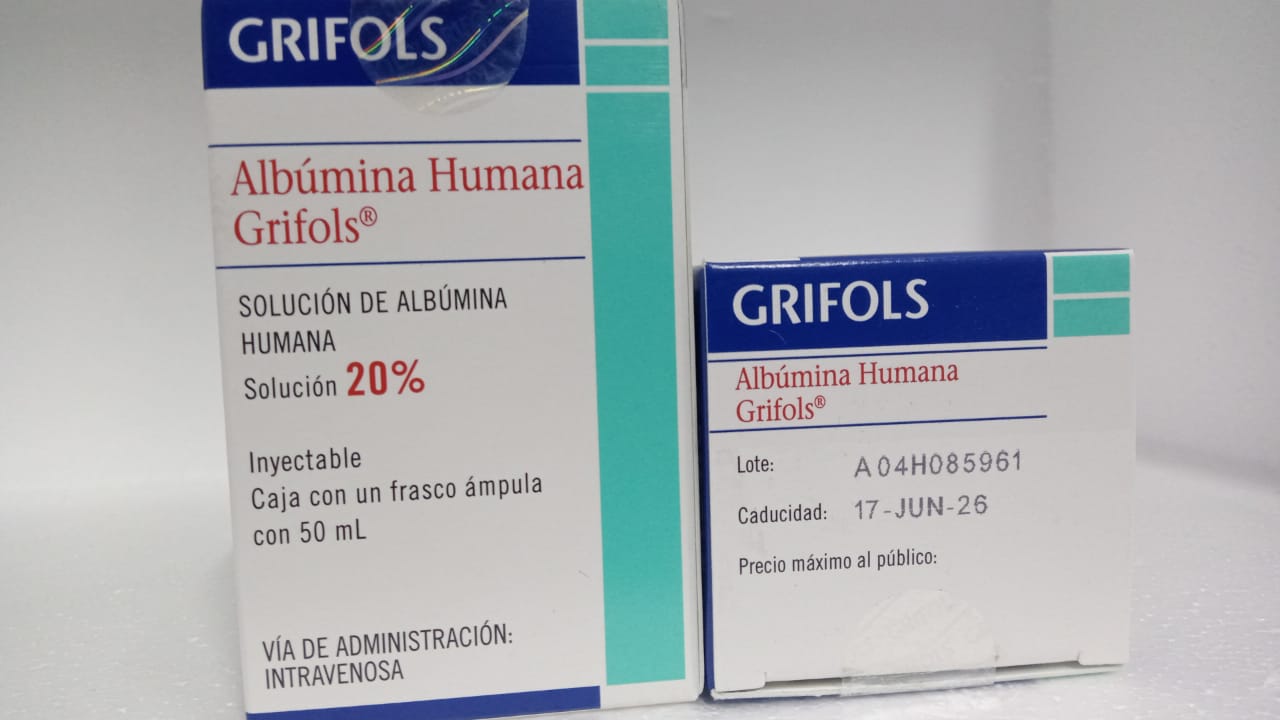 GRIFOLS
Albúmina Humana
Grifols®
SOLUCIÓN DE ALBÚMINA
HUMANA
Solución 20%
Inyectable
Caja con un frasco ámpula
con 50 mL
VÍA DE ADMINISTRACIÓN:
INTRAVENOSA
GRIFOLS
Albúmina Humana
Grifols®
Lote: A04H085961
Caducidad: 17-JUN-26
Precio máximo al público: